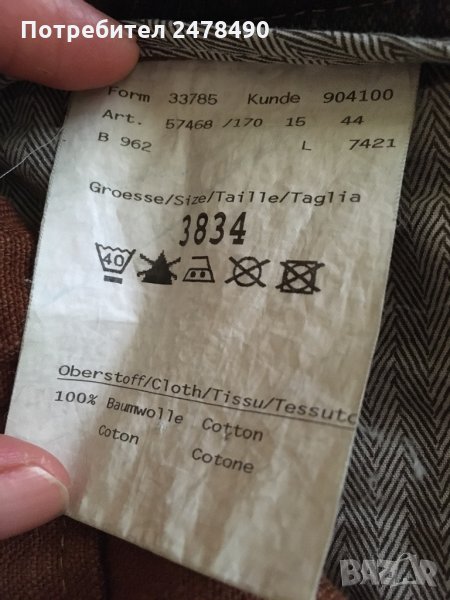 Потребител 2478490
Form 33785 Kunde 904100
Art. 57468 /170 15 44
B 962 L 7421
Groesse/Size/Taille/Taglia
3834
40
Oberstoff/Cloth/Tissu/Tessuto
100% Baumwolle Cotton
Coton Cotone
BAZAR